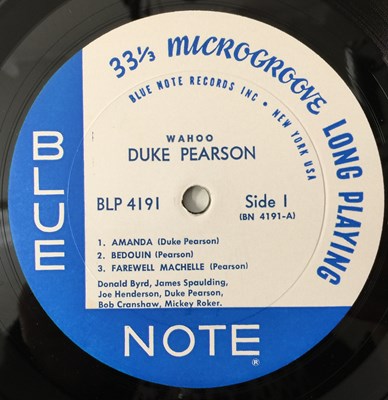 33⅓ MICROGROOVE LONG PLAYING
BLUE NOTE RECORDS INC • NEW YORK USA
WAHOO
DUKE PEARSON
BLP 4191
Side 1
(BN 4191-A)
1. AMANDA (Duke Pearson)
2. BEDOUIN (Pearson)
3. FAREWELL MACHELLE (Pearson)
Donald Byrd, James Spaulding,
Joe Henderson, Duke Pearson,
Bob Cranshaw, Mickey Roker.
BLUE
NOTE ®